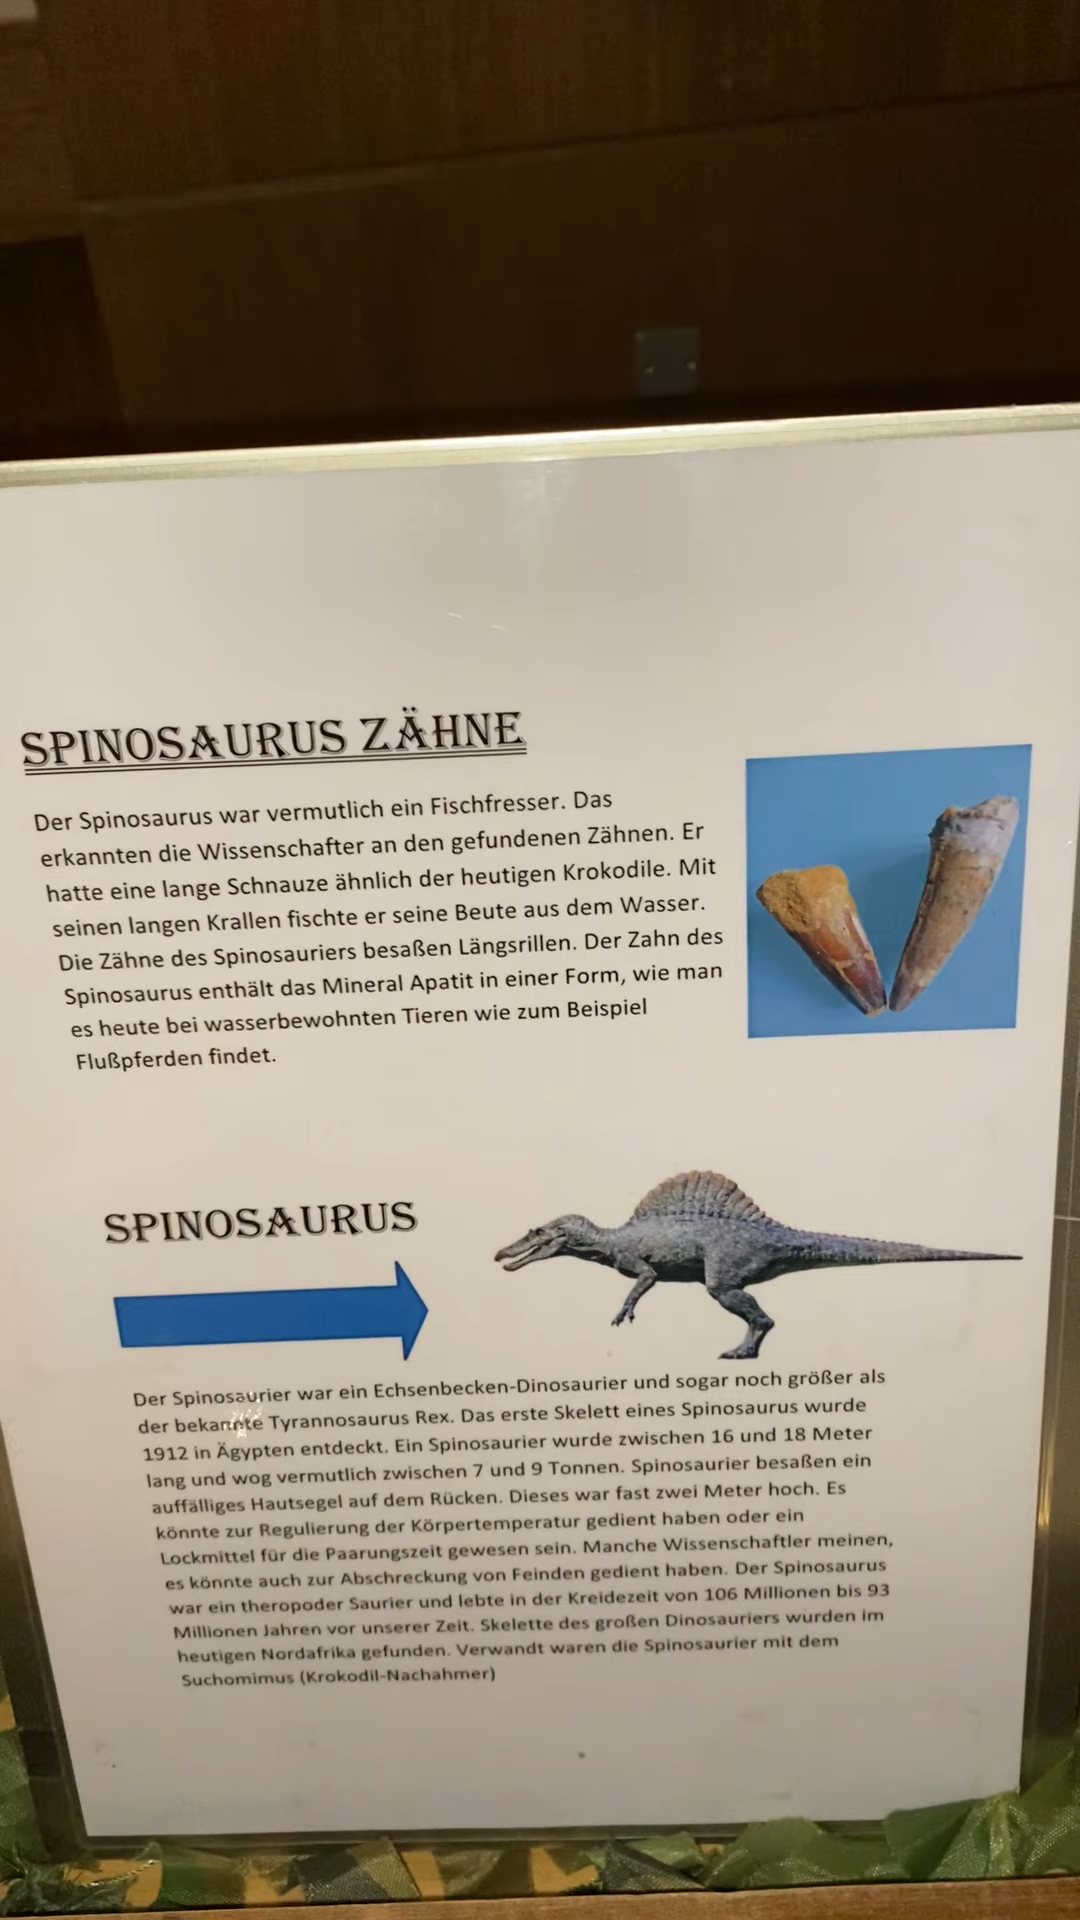 SPINOSAURUS ZÄHNE
Der Spinosaurus war vermutlich ein Fischfresser. Das
erkannten die Wissenschafter an den gefundenen Zähnen. Er
hatte eine lange Schnauze ähnlich der heutigen Krokodile. Mit
seinen langen Krallen fischte er seine Beute aus dem Wasser.
Die Zähne des Spinosauriers besaßen Längsrillen. Der Zahn des
Spinosaurus enthält das Mineral Apatit in einer Form, wie man
es heute bei wasserbewohnten Tieren wie zum Beispiel
Flußpferden findet.
SPINOSAURUS
Der Spinosaurier war ein Echsenbecken-Dinosaurier und sogar noch größer als
der bekannte Tyrannosaurus Rex. Das erste Skelett eines Spinosaurus wurde
1912 in Ägypten entdeckt. Ein Spinosaurier wurde zwischen 16 und 18 Meter
lang und wog vermutlich zwischen 7 und 9 Tonnen. Spinosaurier besaßen ein
auffälliges Hautsegel auf dem Rücken. Dieses war fast zwei Meter hoch. Es
könnte zur Regulierung der Körpertemperatur gedient haben oder ein
Lockmittel für die Paarungszeit gewesen sein. Manche Wissenschaftler meinen,
es könnte auch zur Abschreckung von Feinden gedient haben. Der Spinosaurus
war ein theropoder Saurier und lebte in der Kreidezeit von 106 Millionen bis 93
Millionen Jahren vor unserer Zeit. Skelette des großen Dinosauriers wurden im
heutigen Nordafrika gefunden. Verwandt waren die Spinosaurier mit dem
Suchomimus (Krokodil-Nachahmer)